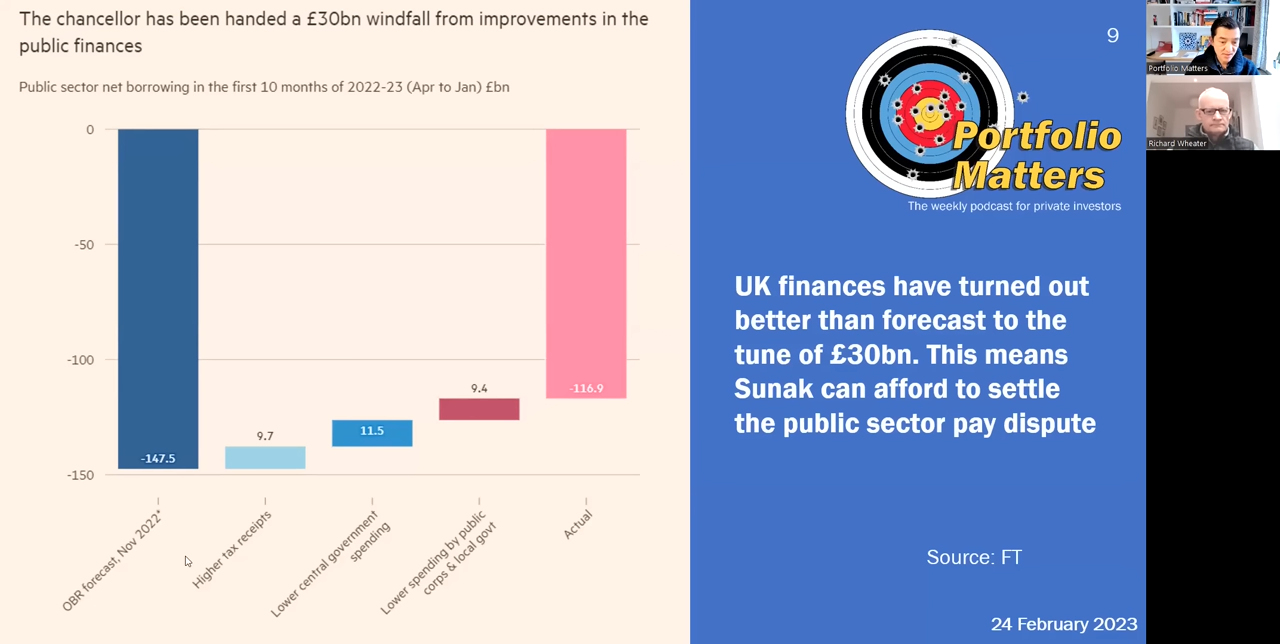 The chancellor has been handed a £30bn windfall from improvements in the
public finances
Public sector net borrowing in the first 10 months of 2022-23 (Apr to Jan) £bn
0
-50
-100
-150
-147.5
9.7
11.5
9.4
-116.9
OBR forecast, Nov 2022*
Higher tax receipts
Lower central government
spending
Lower spending by public
corps & local govt
Actual
9
Portfolio
Matters
The weekly podcast for private investors
UK finances have turned out
better than forecast to the
tune of £30bn. This means
Sunak can afford to settle
the public sector pay dispute
Source: FT
24 February 2023
Portfolio Matters
Richard Wheater